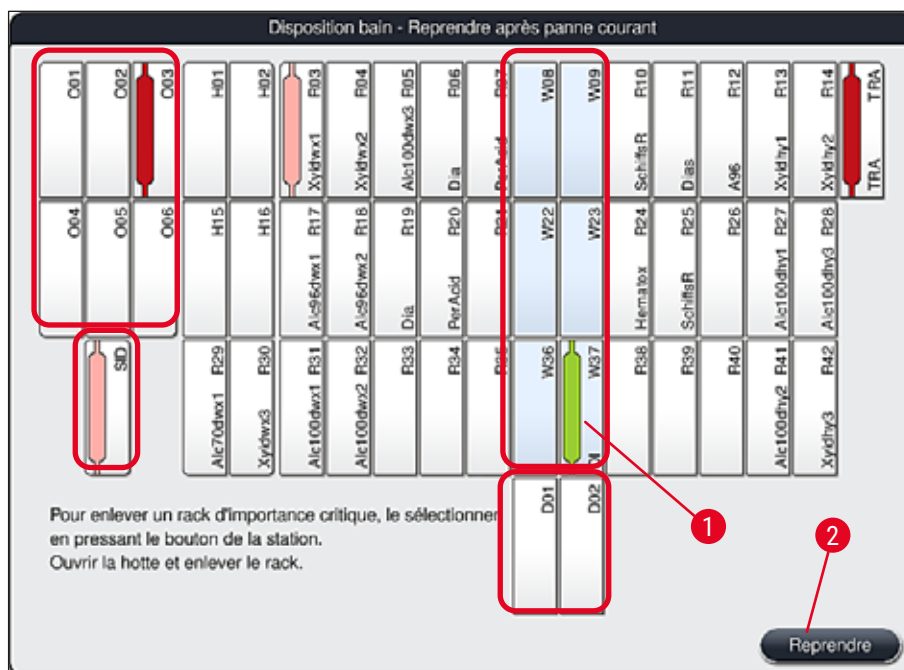 Disposition bain - Reprendre après panne courant
O01
O02
O03
H01
H02
Xyldwx1 R03
Xyldwx2 R04
Alc100dwx3 R05
Dia R06
PerAcid R07
W08
W09
SchiffsR R10
Dias R11
A96 R12
Xyldhy1 R13
Xyldhy2 R14
TRA TRA
O04
O05
O06
H15
H16
Alc96dwx1 R17
Alc96dwx2 R18
Dia R19
PerAcid R20
R21
W22
W23
Hematox R24
SchiffsR R25
R26
Alc100dhy1 R27
Alc100dhy3 R28
SID
Alc70dwx1 R29
Xyldwx3 R30
Alc100dwx1 R31
Alc100dwx2 R32
R33
R34
R35
W36
DI W37
R38
R39
R40
Alc100dhy2 R41
Xyldhy3 R42
D01
D02
1
Pour enlever un rack d'importance critique, le sélectionner
en pressant le bouton de la station.
Ouvrir la hotte et enlever le rack.
2
Reprendre